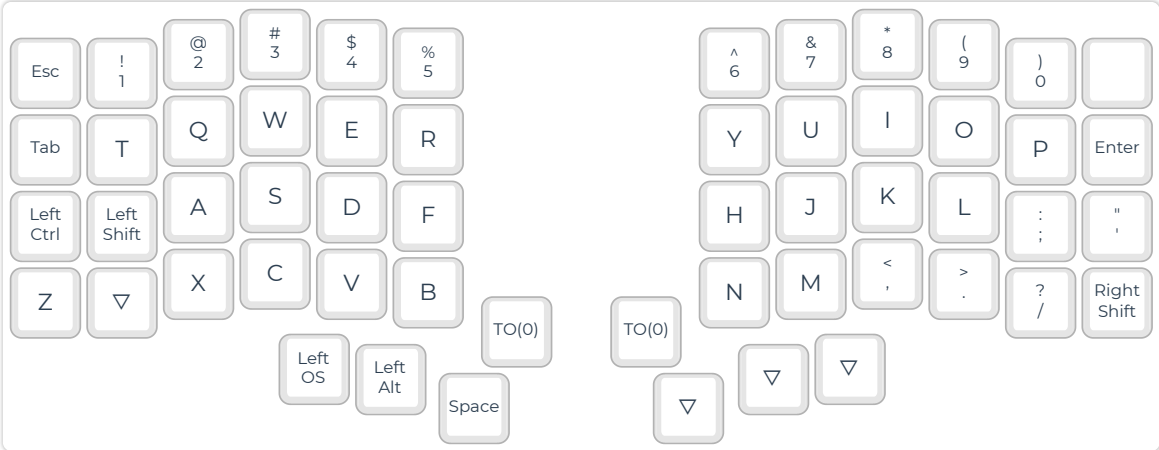 Esc
!
1
@
2
#
3
$
4
%
5
^
6
&
7
*
8
(
9
)
0
Tab
T
Q
W
E
R
Y
U
I
O
P
Enter
Left
Ctrl
Left
Shift
A
S
D
F
H
J
K
L
:
;
"
'
Z
▽
X
C
V
B
N
M
<
,
>
.
?
/
Right
Shift
TO(0)
TO(0)
Left
OS
Left
Alt
Space
▽
▽
▽